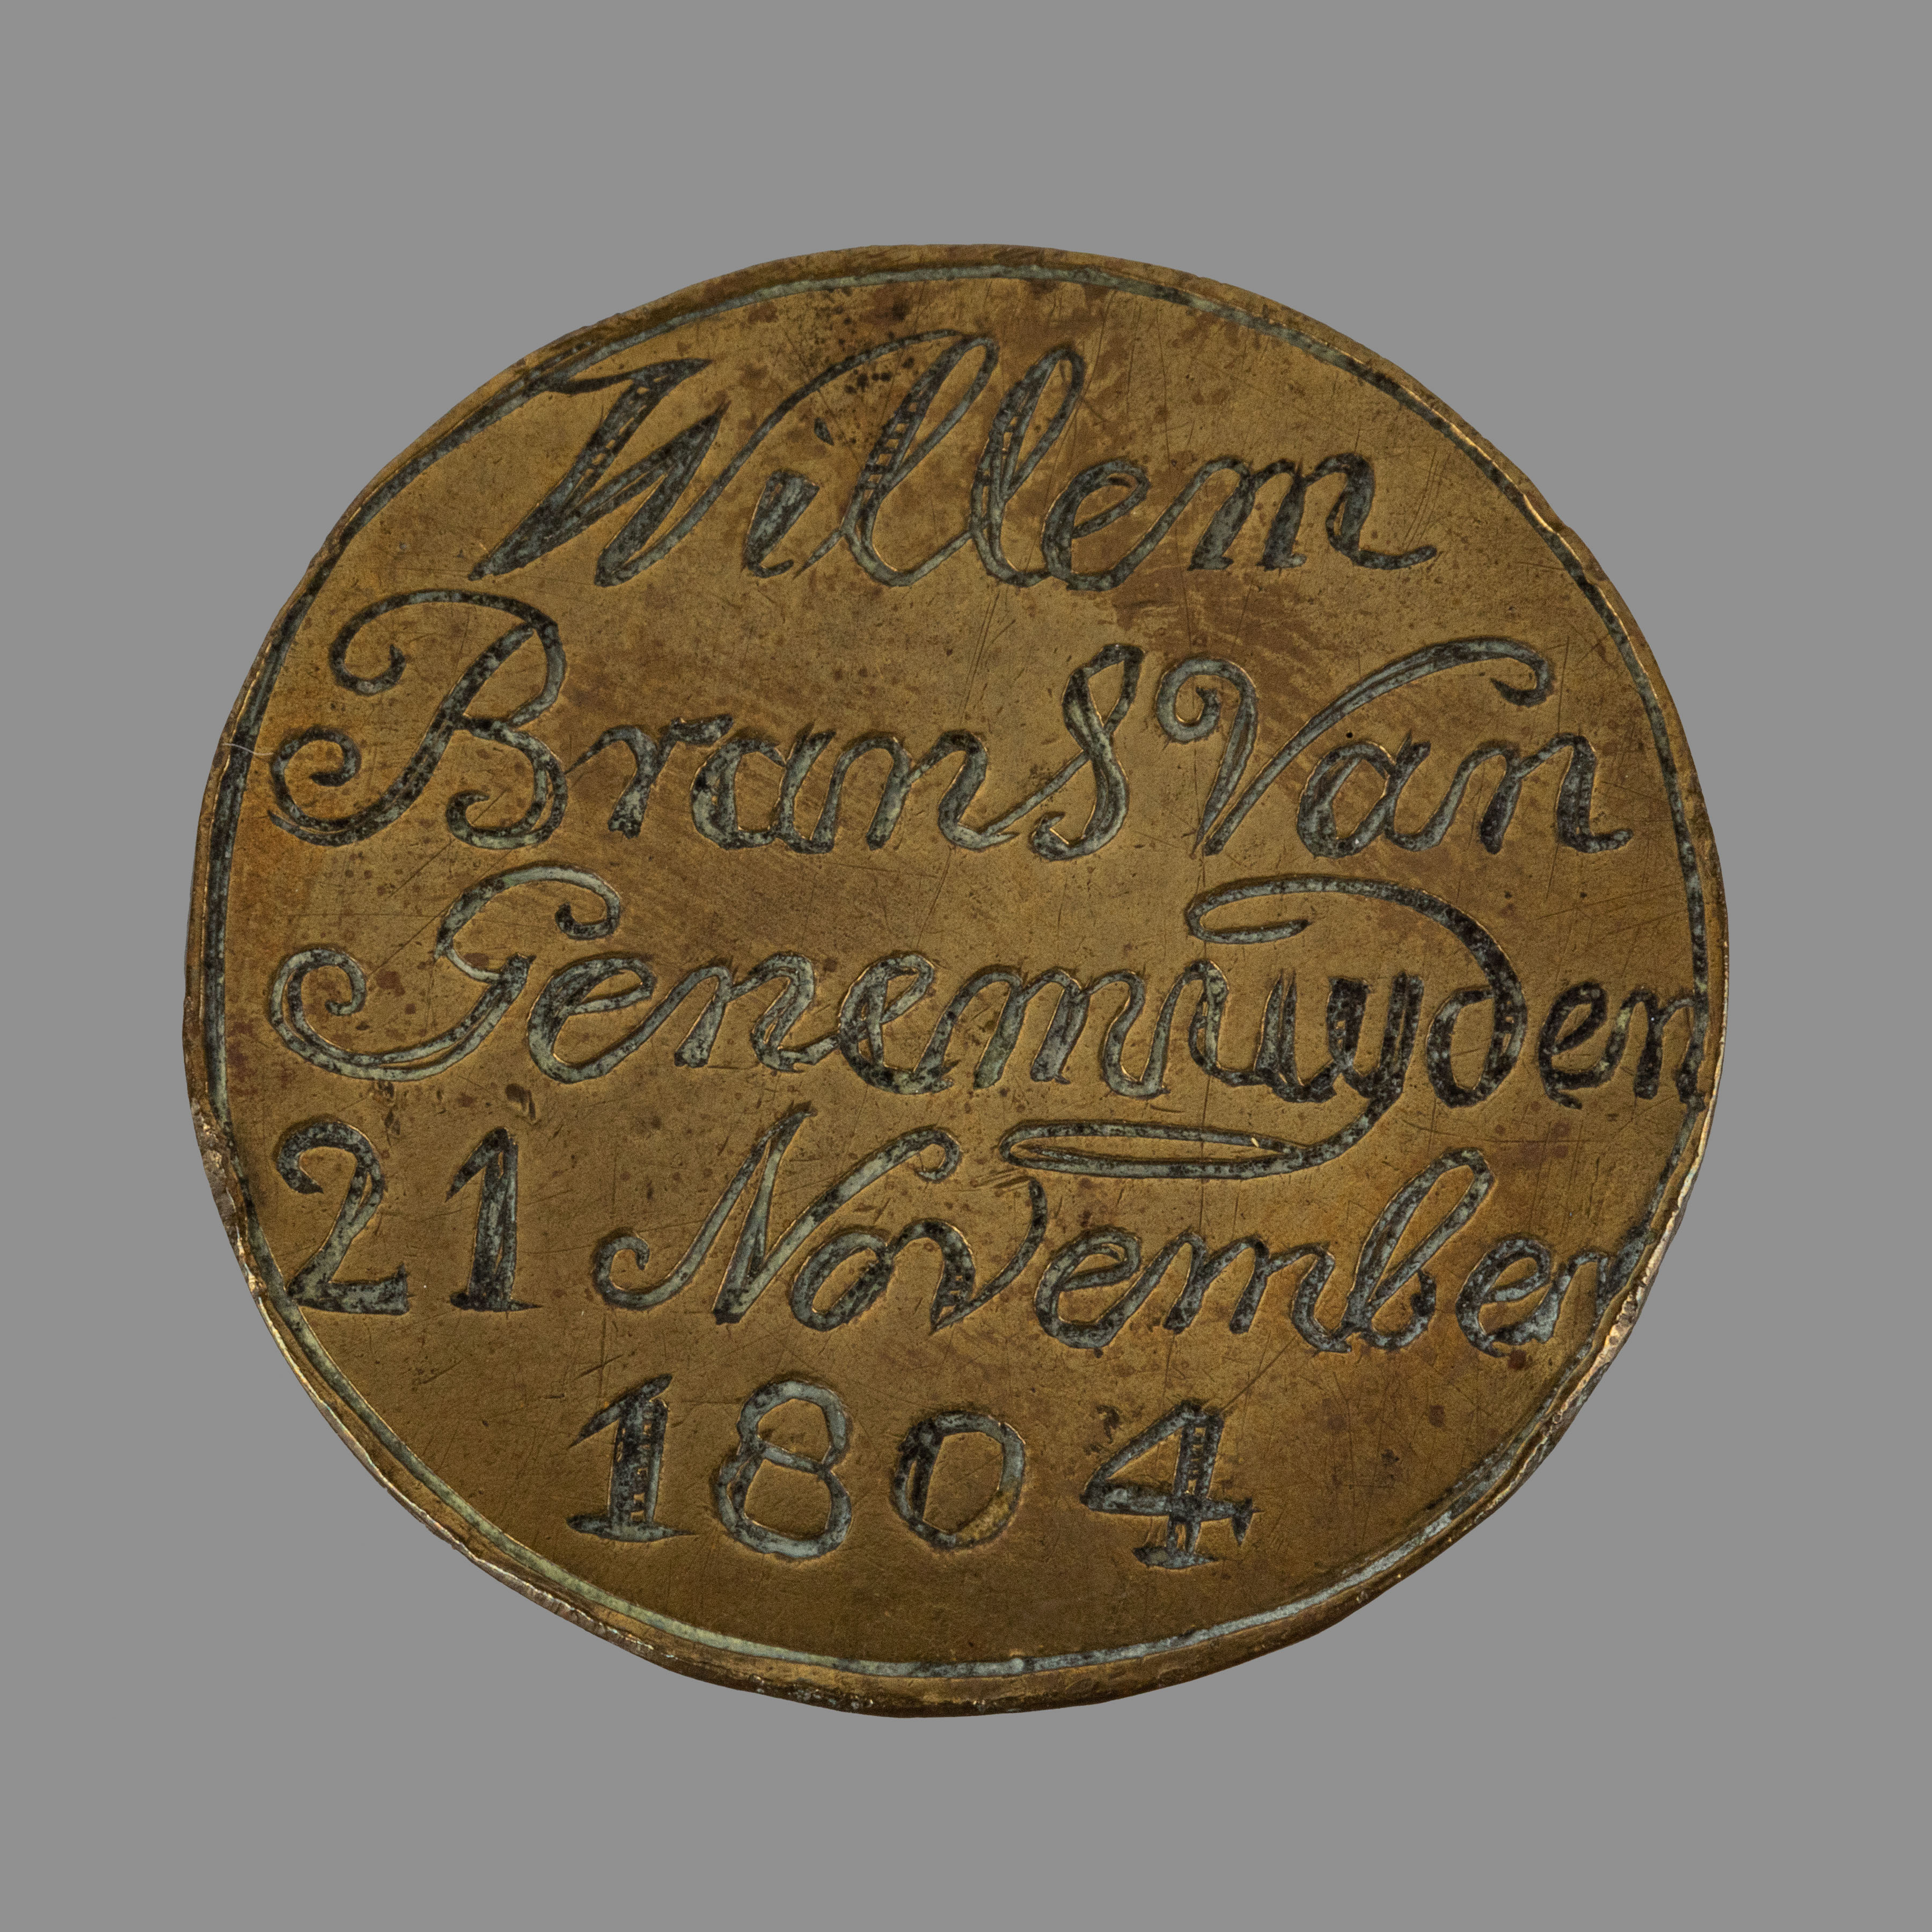 Willem
Brans Van
Genemuyden
21 November
1804